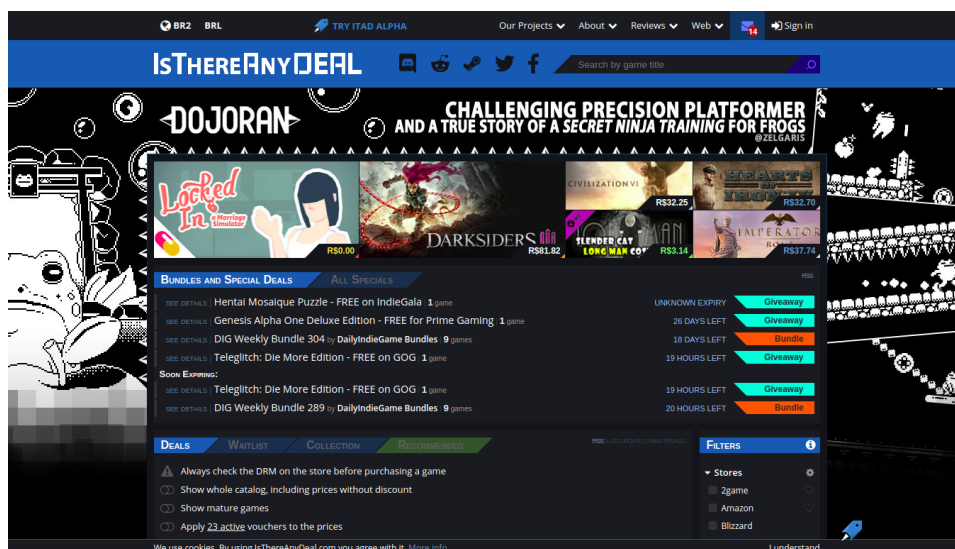 BR2 BRL TRY ITAD ALPHA Our Projects About Reviews Web 14 Sign in
IsThereAnyDEAL Search by game title
DOJORAN CHALLENGING PRECISION PLATFORMER
AND A TRUE STORY OF A SECRET NINJA TRAINING FOR FROGS
@ZELGARIS
Locked In a Marriage Simulator R$0.00
DARKSIDERS III R$81.82
CIVILIZATION VI R$32.25
HEARTS OF IRON IV R$32.70
SLENDER CAT
LONG MAN R$3.14
IMPERATOR R$37.74
Bundles and Special Deals All Specials RSS
SEE DETAILS | Hentai Mosaique Puzzle - FREE on IndieGala 1 game UNKNOWN EXPIRY Giveaway
SEE DETAILS | Genesis Alpha One Deluxe Edition - FREE for Prime Gaming 1 game 26 DAYS LEFT Giveaway
SEE DETAILS | DIG Weekly Bundle 304 by DailyIndieGame Bundles 9 games 18 DAYS LEFT Bundle
SEE DETAILS | Teleglitch: Die More Edition - FREE on GOG 1 game 19 HOURS LEFT Giveaway
Soon Expiring:
SEE DETAILS | Teleglitch: Die More Edition - FREE on GOG 1 game 19 HOURS LEFT Giveaway
SEE DETAILS | DIG Weekly Bundle 289 by DailyIndieGame Bundles 9 games 20 HOURS LEFT Bundle
Deals Waitlist Collection Recommended RSS Filters
Always check the DRM on the store before purchasing a game
Show whole catalog, including prices without discount
Show mature games
Apply 23 active vouchers to the prices
Stores
2game
Amazon
Blizzard
We use cookies. By using IsThereAnyDeal.com you agree with it. More info I understand